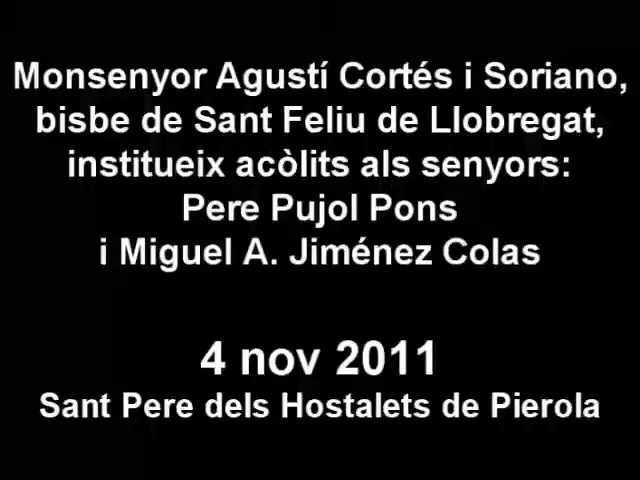 Monsenyor Agustí Cortés i Soriano,
bisbe de Sant Feliu de Llobregat,
institueix acòlits als senyors:
Pere Pujol Pons
i Miguel A. Jiménez Colas
4 nov 2011
Sant Pere dels Hostalets de Pierola